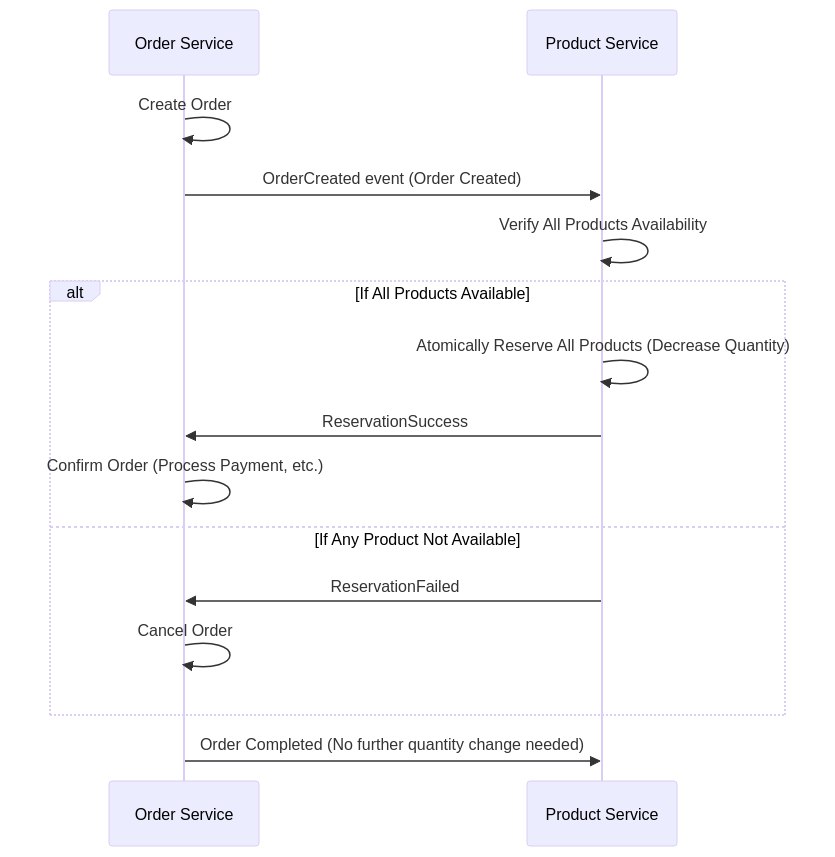 Order Service
Product Service
Create Order
OrderCreated event (Order Created)
Verify All Products Availability
alt
[If All Products Available]
Atomically Reserve All Products (Decrease Quantity)
ReservationSuccess
Confirm Order (Process Payment, etc.)
[If Any Product Not Available]
ReservationFailed
Cancel Order
Order Completed (No further quantity change needed)
Order Service
Product Service